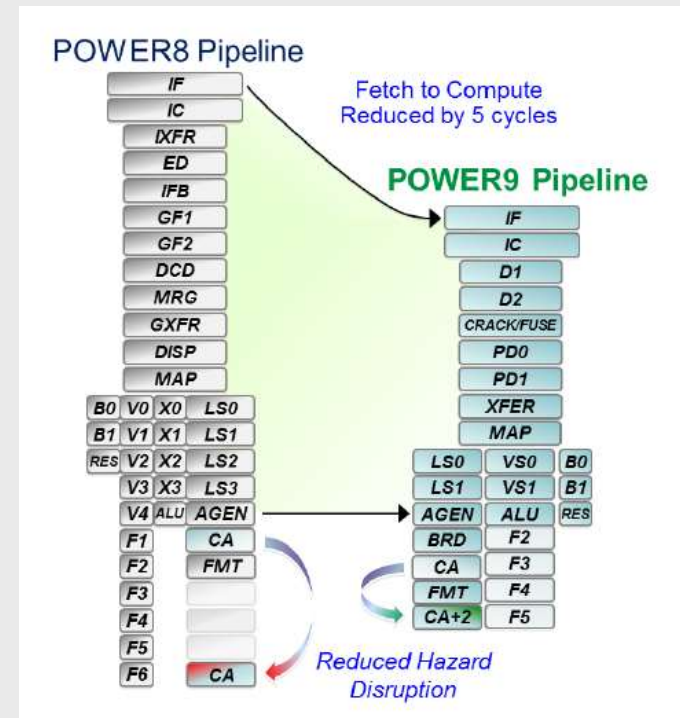 POWER8 Pipeline
Fetch to Compute
Reduced by 5 cycles
IF
IC
IXFR
ED
IFB
GF1
GF2
DCD
MRG
GXFR
DISP
MAP
B0 V0 X0 LS0
B1 V1 X1 LS1
RES V2 X2 LS2
V3 X3 LS3
V4 ALU AGEN
F1 CA
F2 FMT
F3
F4
F5
F6 CA
POWER9 Pipeline
IF
IC
D1
D2
CRACK/FUSE
PD0
PD1
XFER
MAP
LS0 VS0 B0
LS1 VS1 B1
AGEN ALU RES
BRD F2
CA F3
FMT F4
CA+2 F5
Reduced Hazard
Disruption